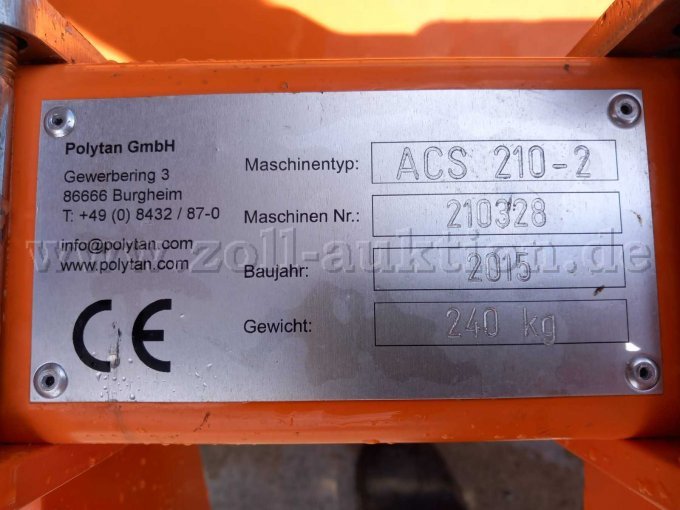 Polytan GmbH
Gewerbering 3
86666 Burgheim
T: +49 (0) 8432 / 87-0
info@polytan.com
www.polytan.com
CE
Maschinentyp: ACS 210-2
Maschinen Nr.: 210328
Baujahr: 2015
Gewicht: 240 kg
www.zoll-auktion.de